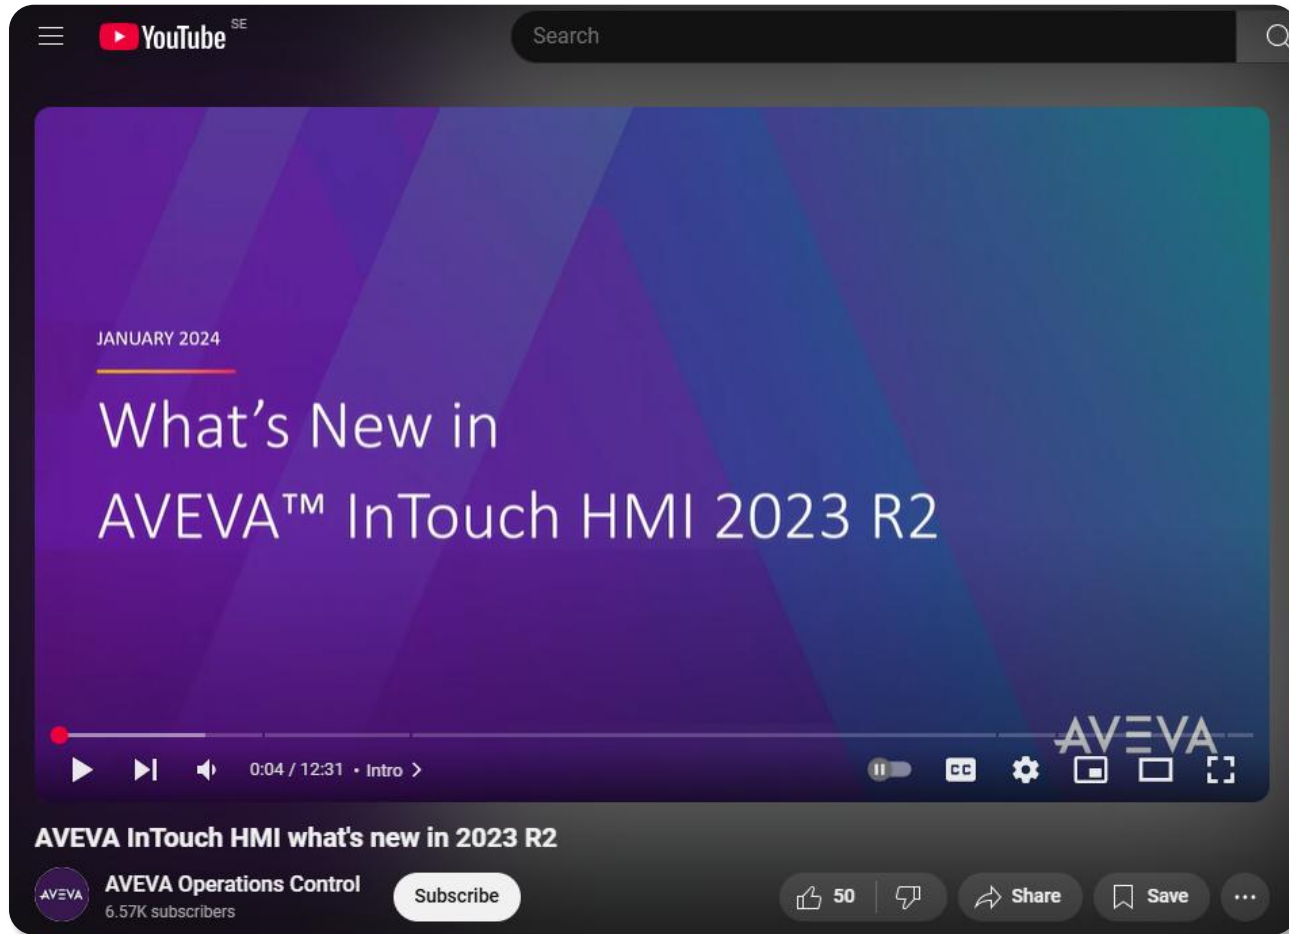 YouTube SE
Search
JANUARY 2024
What's New in
AVEVA™ InTouch HMI 2023 R2
AVEVA
0:04 / 12:31 • Intro
CC
AVEVA InTouch HMI what's new in 2023 R2
AVEVA
AVEVA Operations Control
6.57K subscribers
Subscribe
50
Share
Save